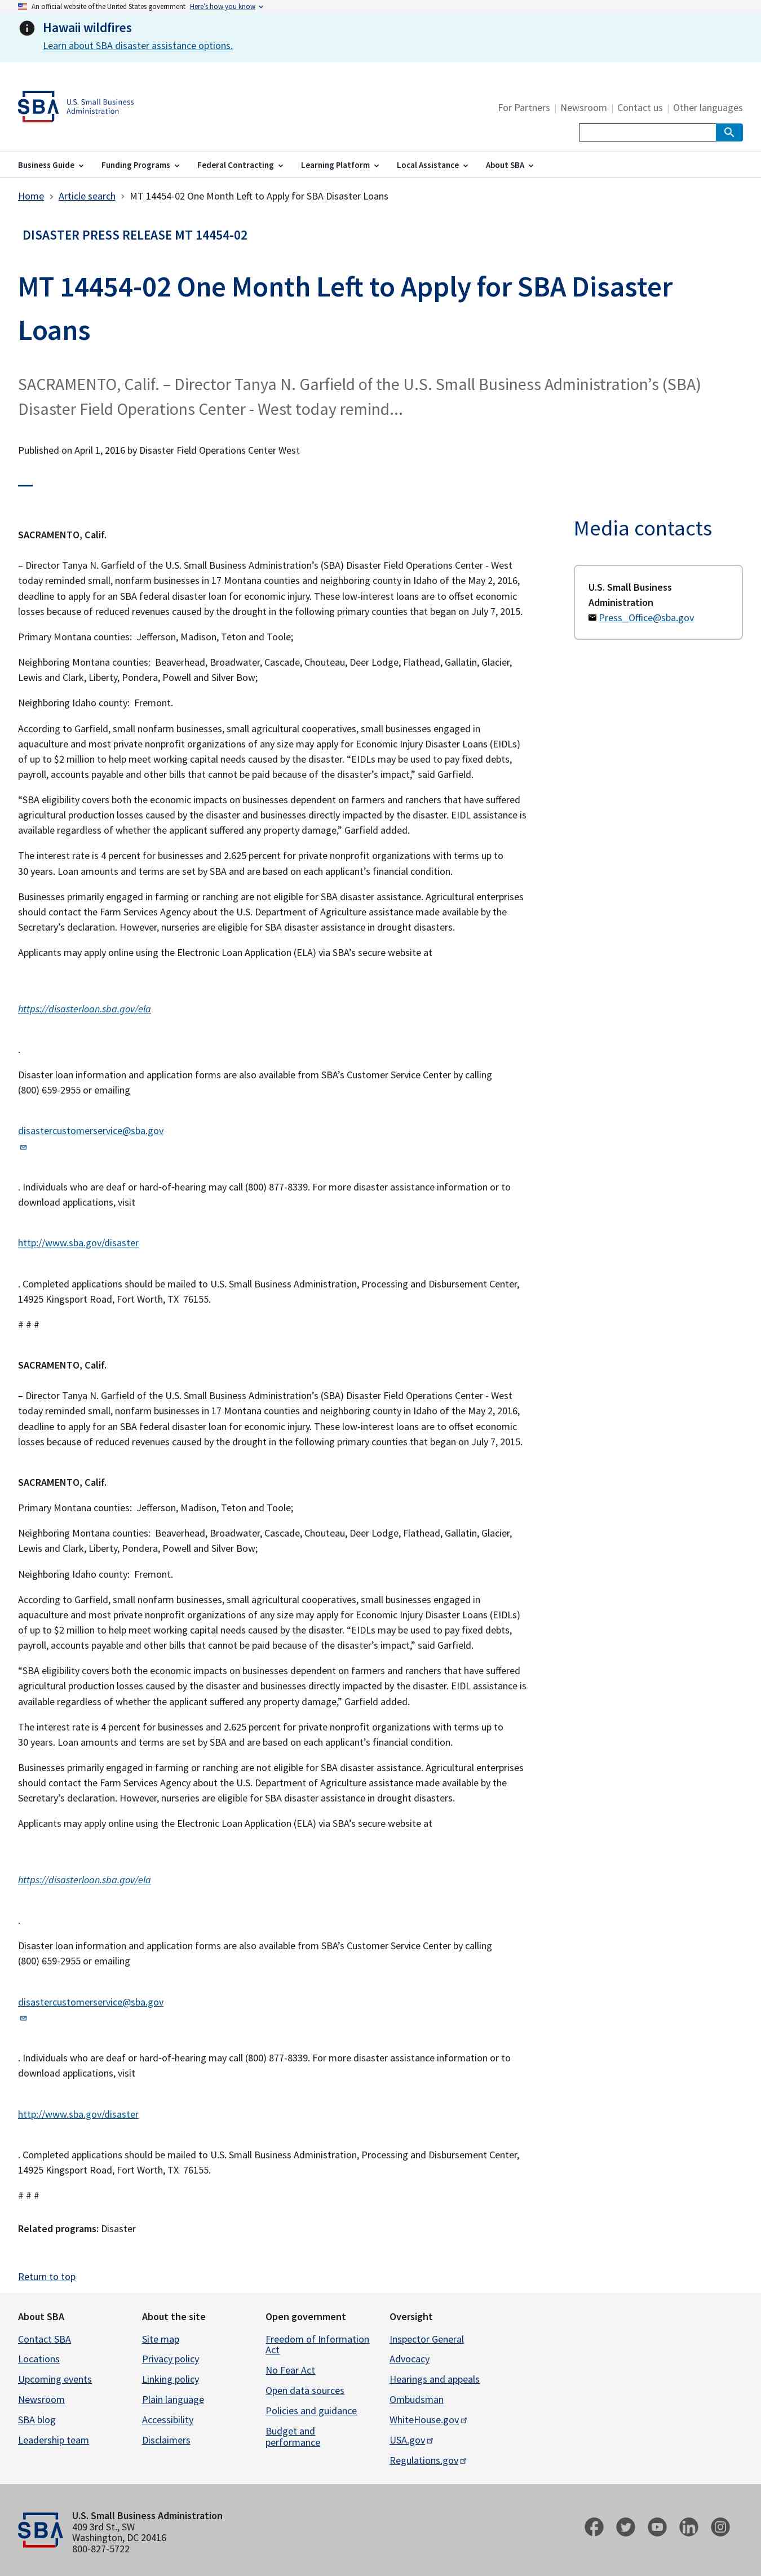 An official website of the United States government Here's how you know
Hawaii wildfires
Learn about SBA disaster assistance options.
SBA
U.S. Small Business
Administration
For Partners | Newsroom | Contact us | Other languages
Business Guide Funding Programs Federal Contracting Learning Platform Local Assistance About SBA
Home > Article search > MT 14454-02 One Month Left to Apply for SBA Disaster Loans
DISASTER PRESS RELEASE MT 14454-02
MT 14454-02 One Month Left to Apply for SBA Disaster
Loans
SACRAMENTO, Calif. – Director Tanya N. Garfield of the U.S. Small Business Administration’s (SBA)
Disaster Field Operations Center - West today remind...
Published on April 1, 2016 by Disaster Field Operations Center West
SACRAMENTO, Calif.
– Director Tanya N. Garfield of the U.S. Small Business Administration’s (SBA) Disaster Field Operations Center - West
today reminded small, nonfarm businesses in 17 Montana counties and neighboring county in Idaho of the May 2, 2016,
deadline to apply for an SBA federal disaster loan for economic injury. These low-interest loans are to offset economic
losses because of reduced revenues caused by the drought in the following primary counties that began on July 7, 2015.
Primary Montana counties:  Jefferson, Madison, Teton and Toole;
Neighboring Montana counties:  Beaverhead, Broadwater, Cascade, Chouteau, Deer Lodge, Flathead, Gallatin, Glacier,
Lewis and Clark, Liberty, Pondera, Powell and Silver Bow;
Neighboring Idaho county:  Fremont.
According to Garfield, small nonfarm businesses, small agricultural cooperatives, small businesses engaged in
aquaculture and most private nonprofit organizations of any size may apply for Economic Injury Disaster Loans (EIDLs)
of up to $2 million to help meet working capital needs caused by the disaster. “EIDLs may be used to pay fixed debts,
payroll, accounts payable and other bills that cannot be paid because of the disaster’s impact,” said Garfield.
“SBA eligibility covers both the economic impacts on businesses dependent on farmers and ranchers that have suffered
agricultural production losses caused by the disaster and businesses directly impacted by the disaster. EIDL assistance is
available regardless of whether the applicant suffered any property damage,” Garfield added.
The interest rate is 4 percent for businesses and 2.625 percent for private nonprofit organizations with terms up to
30 years. Loan amounts and terms are set by SBA and are based on each applicant’s financial condition.
Businesses primarily engaged in farming or ranching are not eligible for SBA disaster assistance. Agricultural enterprises
should contact the Farm Services Agency about the U.S. Department of Agriculture assistance made available by the
Secretary’s declaration. However, nurseries are eligible for SBA disaster assistance in drought disasters.
Applicants may apply online using the Electronic Loan Application (ELA) via SBA’s secure website at
https://disasterloan.sba.gov/ela
.
Disaster loan information and application forms are also available from SBA’s Customer Service Center by calling
(800) 659-2955 or emailing
disastercustomerservice@sba.gov
. Individuals who are deaf or hard-of-hearing may call (800) 877-8339. For more disaster assistance information or to
download applications, visit
http://www.sba.gov/disaster
. Completed applications should be mailed to U.S. Small Business Administration, Processing and Disbursement Center,
14925 Kingsport Road, Fort Worth, TX  76155.
# # #
SACRAMENTO, Calif.
– Director Tanya N. Garfield of the U.S. Small Business Administration’s (SBA) Disaster Field Operations Center - West
today reminded small, nonfarm businesses in 17 Montana counties and neighboring county in Idaho of the May 2, 2016,
deadline to apply for an SBA federal disaster loan for economic injury. These low-interest loans are to offset economic
losses because of reduced revenues caused by the drought in the following primary counties that began on July 7, 2015.
SACRAMENTO, Calif.
Primary Montana counties:  Jefferson, Madison, Teton and Toole;
Neighboring Montana counties:  Beaverhead, Broadwater, Cascade, Chouteau, Deer Lodge, Flathead, Gallatin, Glacier,
Lewis and Clark, Liberty, Pondera, Powell and Silver Bow;
Neighboring Idaho county:  Fremont.
According to Garfield, small nonfarm businesses, small agricultural cooperatives, small businesses engaged in
aquaculture and most private nonprofit organizations of any size may apply for Economic Injury Disaster Loans (EIDLs)
of up to $2 million to help meet working capital needs caused by the disaster. “EIDLs may be used to pay fixed debts,
payroll, accounts payable and other bills that cannot be paid because of the disaster’s impact,” said Garfield.
“SBA eligibility covers both the economic impacts on businesses dependent on farmers and ranchers that have suffered
agricultural production losses caused by the disaster and businesses directly impacted by the disaster. EIDL assistance is
available regardless of whether the applicant suffered any property damage,” Garfield added.
The interest rate is 4 percent for businesses and 2.625 percent for private nonprofit organizations with terms up to
30 years. Loan amounts and terms are set by SBA and are based on each applicant’s financial condition.
Businesses primarily engaged in farming or ranching are not eligible for SBA disaster assistance. Agricultural enterprises
should contact the Farm Services Agency about the U.S. Department of Agriculture assistance made available by the
Secretary’s declaration. However, nurseries are eligible for SBA disaster assistance in drought disasters.
Applicants may apply online using the Electronic Loan Application (ELA) via SBA’s secure website at
https://disasterloan.sba.gov/ela
.
Disaster loan information and application forms are also available from SBA’s Customer Service Center by calling
(800) 659-2955 or emailing
disastercustomerservice@sba.gov
. Individuals who are deaf or hard-of-hearing may call (800) 877-8339. For more disaster assistance information or to
download applications, visit
http://www.sba.gov/disaster
. Completed applications should be mailed to U.S. Small Business Administration, Processing and Disbursement Center,
14925 Kingsport Road, Fort Worth, TX  76155.
# # #
Related programs: Disaster
Media contacts
U.S. Small Business
Administration
Press_Office@sba.gov
Return to top
About SBA
Contact SBA
Locations
Upcoming events
Newsroom
SBA blog
Leadership team
About the site
Site map
Privacy policy
Linking policy
Plain language
Accessibility
Disclaimers
Open government
Freedom of Information
Act
No Fear Act
Open data sources
Policies and guidance
Budget and
performance
Oversight
Inspector General
Advocacy
Hearings and appeals
Ombudsman
WhiteHouse.gov
USA.gov
Regulations.gov
SBA
U.S. Small Business Administration
409 3rd St., SW
Washington, DC 20416
800-827-5722